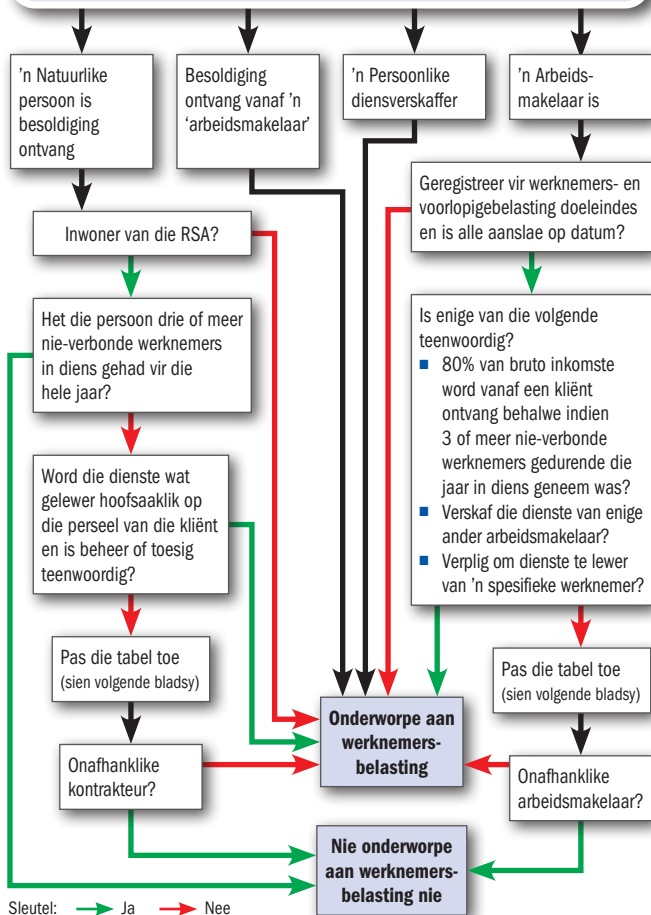 'n Natuurlike
persoon is
besoldiging
ontvang
Besoldiging
ontvang vanaf 'n
'arbeidsmakelaar'
'n Persoonlike
diensverskaffer
'n Arbeids-
makelaar is
Inwoner van die RSA?
Geregistreer vir werknemers- en
voorlopigebelasting doeleindes
en is alle aanslae op datum?
Het die persoon drie of meer
nie-verbonde werknemers
in diens gehad vir die
hele jaar?
Is enige van die volgende
teenwoordig?
■ 80% van bruto inkomste
word vanaf een kliënt
ontvang behalwe indien
3 of meer nie-verbonde
werknemers gedurende die
jaar in diens geneem was?
■ Verskaf die dienste van enige
ander arbeidsmakelaar?
■ Verplig om dienste te lewer
van 'n spesifieke werknemer?
Word die dienste wat
gelewer hoofsaaklik op
die perseel van die kliënt
en is beheer of toesig
teenwoordig?
Pas die tabel toe
(sien volgende bladsy)
Pas die tabel toe
(sien volgende bladsy)
Onderworpe aan
werknemers-
belasting
Onafhanklike
kontrakteur?
Onafhanklike
arbeidsmakelaar?
Nie onderworpe
aan werknemers-
belasting nie
Sleutel: Ja Nee